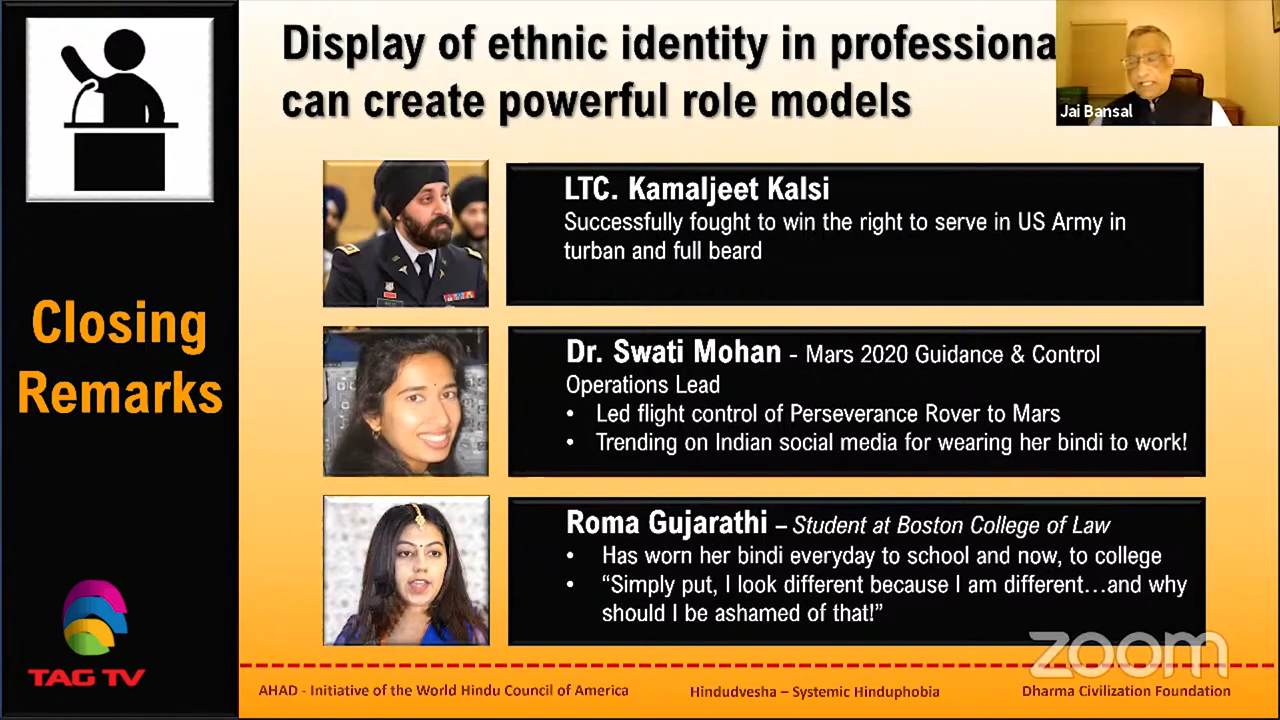 Display of ethnic identity in professiona
can create powerful role models
Jai Bansal
Closing
Remarks
LTC. Kamaljeet Kalsi
Successfully fought to win the right to serve in US Army in
turban and full beard
Dr. Swati Mohan - Mars 2020 Guidance & Control
Operations Lead
• Led flight control of Perseverance Rover to Mars
• Trending on Indian social media for wearing her bindi to work!
Roma Gujarathi – Student at Boston College of Law
• Has worn her bindi everyday to school and now, to college
• “Simply put, I look different because I am different…and why
should I be ashamed of that!”
zoom
TAG TV
AHAD - Initiative of the World Hindu Council of America
Hindudvesha – Systemic Hinduphobia
Dharma Civilization Foundation